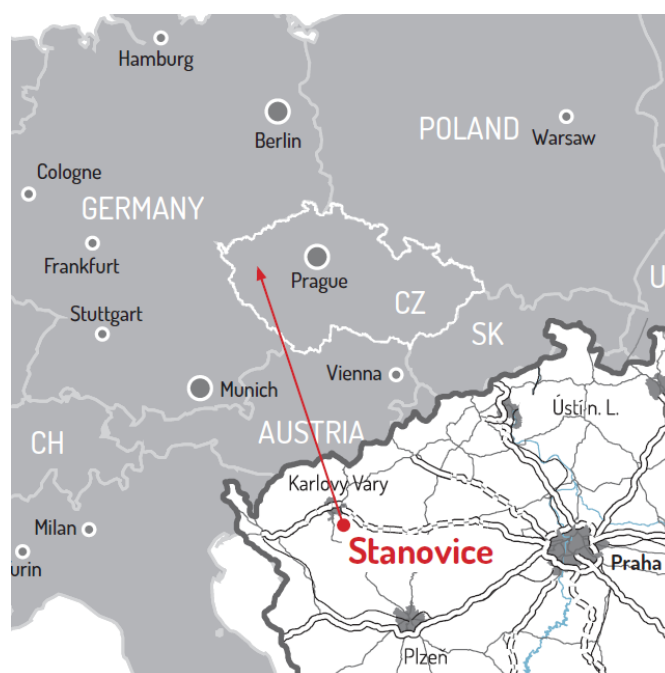 Hamburg
Berlin
POLAND
Warsaw
Cologne
GERMANY
Frankfurt
Prague
CZ
U
Stuttgart
SK
Munich
Vienna
Ústí n. L.
AUSTRIA
CH
Karlovy Vary
Milan
Stanovice
urin
Praha
Plzeň